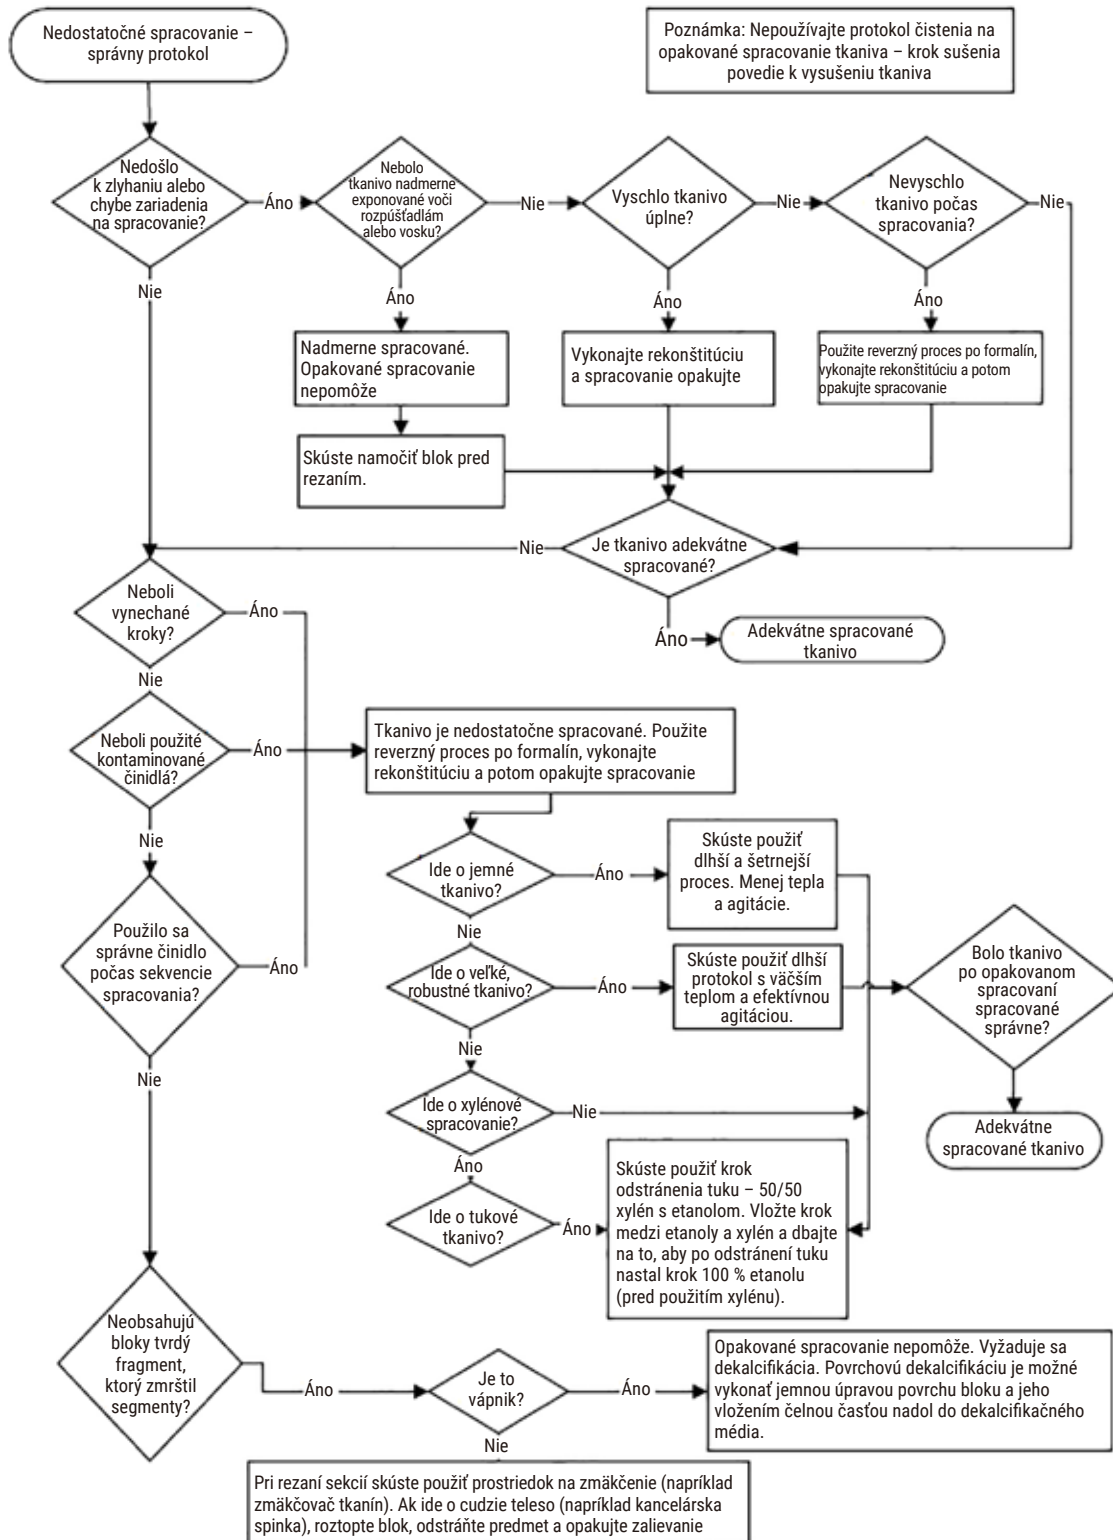 Nedostatočné spracovanie –
správny protokol
Poznámka: Nepoužívajte protokol čistenia na
opakované spracovanie tkaniva – krok sušenia
povedie k vysušeniu tkaniva
Nedošlo
k zlyhaniu alebo
chybe zariadenia
na spracovanie?
Áno
Nebolo
tkanivo nadmerne
exponované voči
rozpúšťadlám
alebo vosku?
Nie
Vyschlo tkanivo
úplne?
Nie
Nevyschlo
tkanivo počas
spracovania?
Nie
Nie
Áno
Áno
Áno
Nadmerne spracované.
Opakované spracovanie
nepomôže
Vykonajte rekonštitúciu
a spracovanie opakujte
Použite reverzný proces po formalín,
vykonajte rekonštitúciu a potom
opakujte spracovanie
Skúste namočiť blok pred
rezaním.
Nie
Je tkanivo adekvátne
spracované?
Neboli
vynechané
kroky?
Áno
Áno
Adekvátne spracované
tkanivo
Nie
Neboli použité
kontaminované
činidlá?
Áno
Tkanivo je nedostatočne spracované. Použite
reverzný proces po formalín, vykonajte
rekonštitúciu a potom opakujte spracovanie
Nie
Ide o jemné
tkanivo?
Áno
Skúste použiť
dlhší a šetrnejší
proces. Menej tepla
a agitácie.
Použilo sa
správne činidlo
počas sekvencie
spracovania?
Áno
Nie
Ide o veľké,
robustné tkanivo?
Áno
Skúste použiť dlhší
protokol s väčším
teplom a efektívnou
agitáciou.
Bolo tkanivo
po opakovanom
spracovaní
spracované
správne?
Nie
Nie
Ide o xylénové
spracovanie?
Nie
Adekvátne
spracované tkanivo
Áno
Ide o tukové
tkanivo?
Áno
Skúste použiť krok
odstránenia tuku – 50/50
xylén s etanolom. Vložte krok
medzi etanoly a xylén a dbajte
na to, aby po odstránení tuku
nastal krok 100 % etanolu
(pred použitím xylénu).
Neobsahujú
bloky tvrdý
fragment,
ktorý zmrštil
segmenty?
Áno
Je to
vápnik?
Áno
Opakované spracovanie nepomôže. Vyžaduje sa
dekalcifikácia. Povrchovú dekalcifikáciu je možné
vykonať jemnou úpravou povrchu bloku a jeho
vložením čelnou časťou nadol do dekalcifikačného
média.
Nie
Pri rezaní sekcií skúste použiť prostriedok na zmäkčenie (napríklad
zmäkčovač tkanín). Ak ide o cudzie teleso (napríklad kancelárska
spinka), roztopte blok, odstráňte predmet a opakujte zalievanie